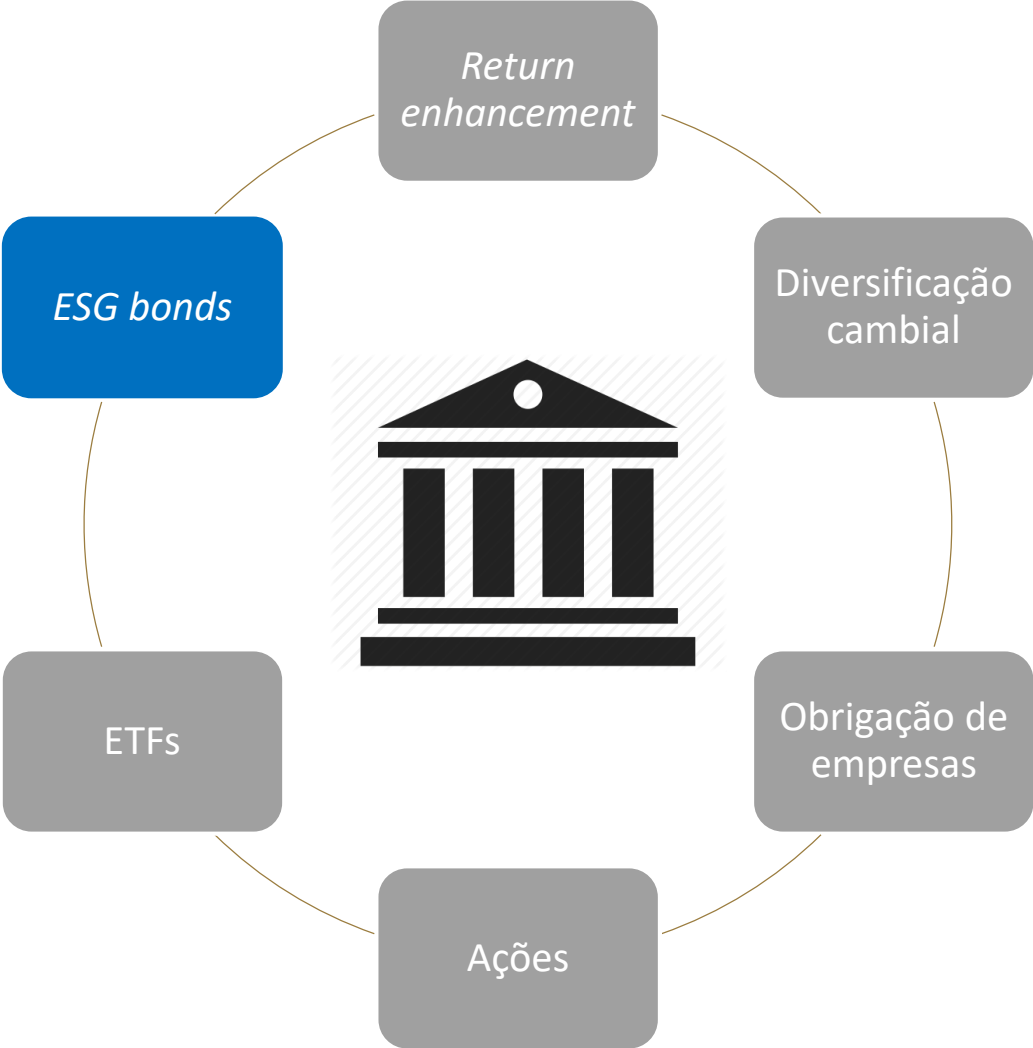 Return
enhancement
Diversificação
cambial
Obrigação de
empresas
Ações
ETFs
ESG bonds